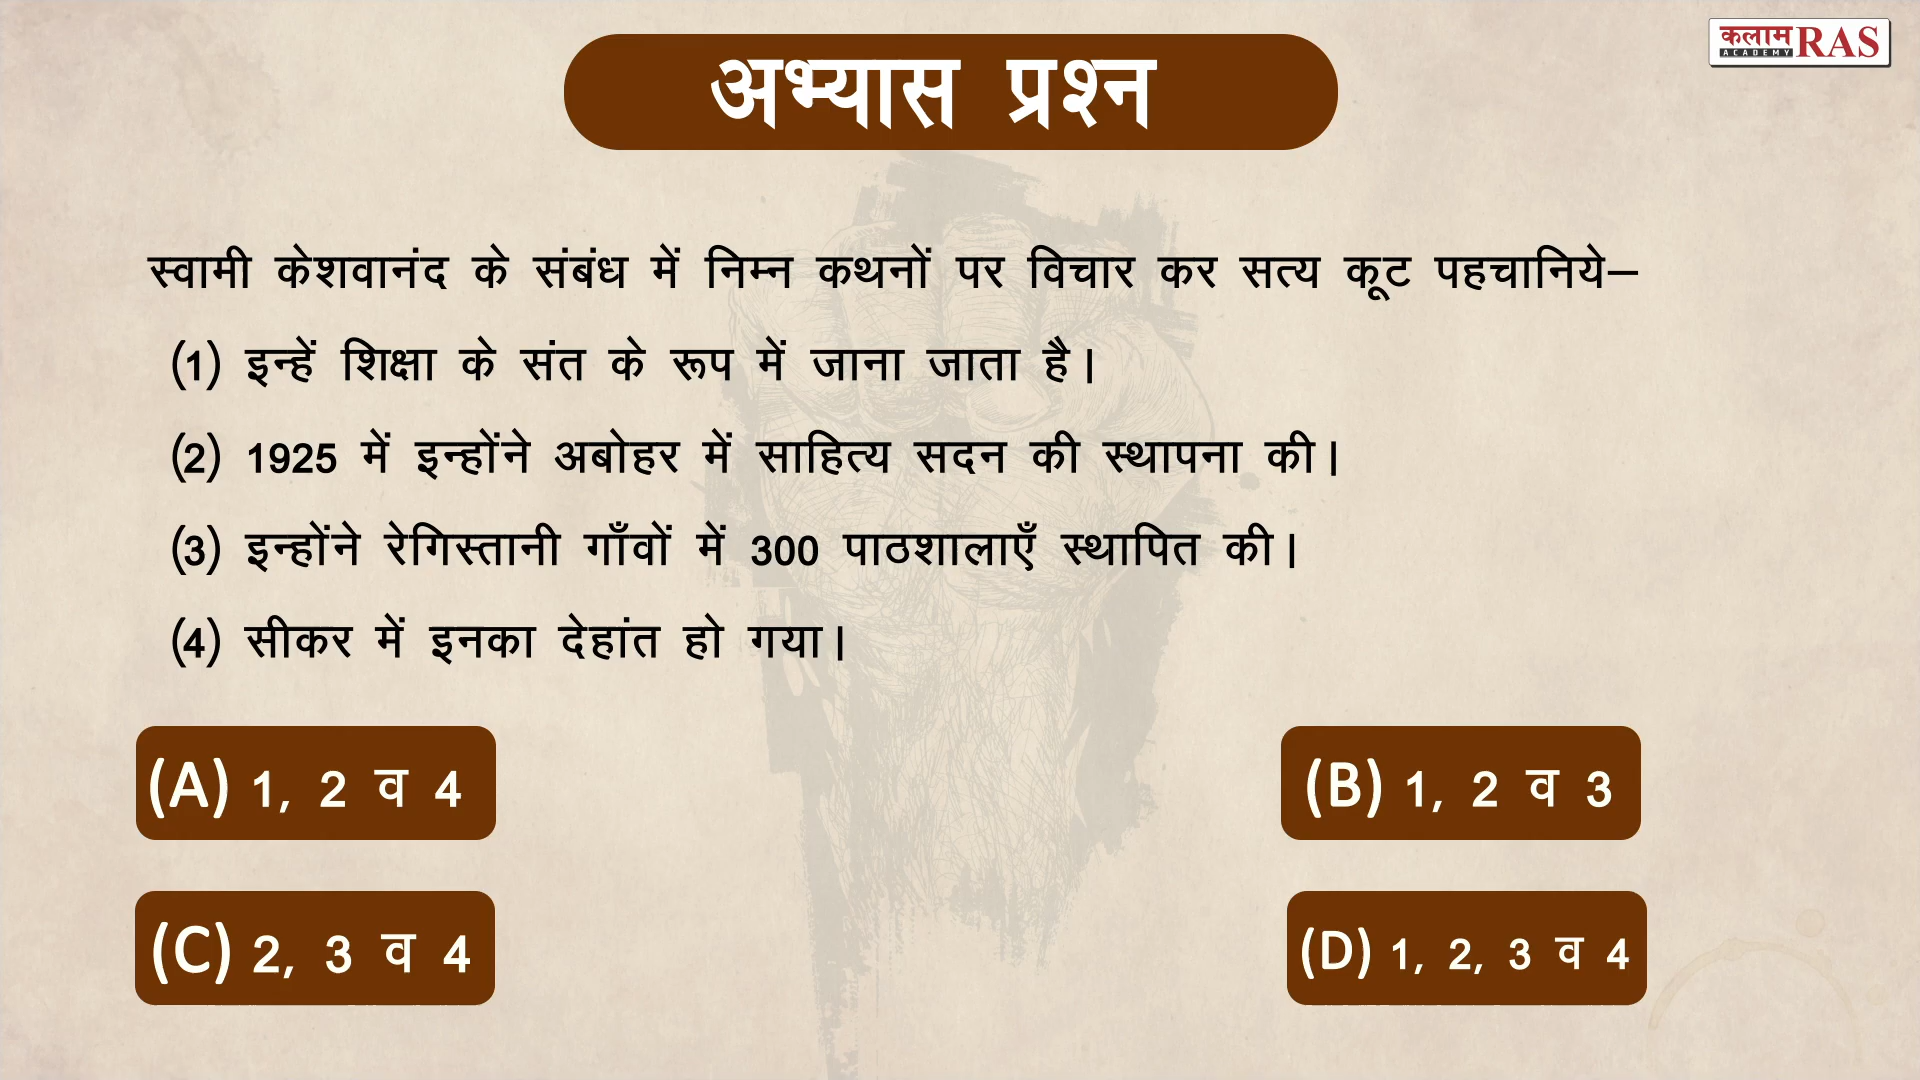 कलाम RAS
ACADEMY
अभ्यास प्रश्न
स्वामी केशवानंद के संबंध में निम्न कथनों पर विचार कर सत्य कूट पहचानिये–
(1) इन्हें शिक्षा के संत के रूप में जाना जाता है।
(2) 1925 में इन्होंने अबोहर में साहित्य सदन की स्थापना की।
(3) इन्होंने रेगिस्तानी गाँवों में 300 पाठशालाएँ स्थापित की।
(4) सीकर में इनका देहांत हो गया।
(A) 1, 2 व 4
(B) 1, 2 व 3
(C) 2, 3 व 4
(D) 1, 2, 3 व 4